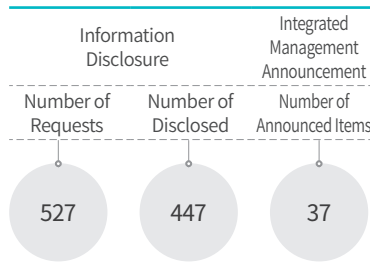 Information
Disclosure
Integrated
Management
Announcement
Number of
Requests
Number of
Disclosed
Number of
Announced Items
527
447
37